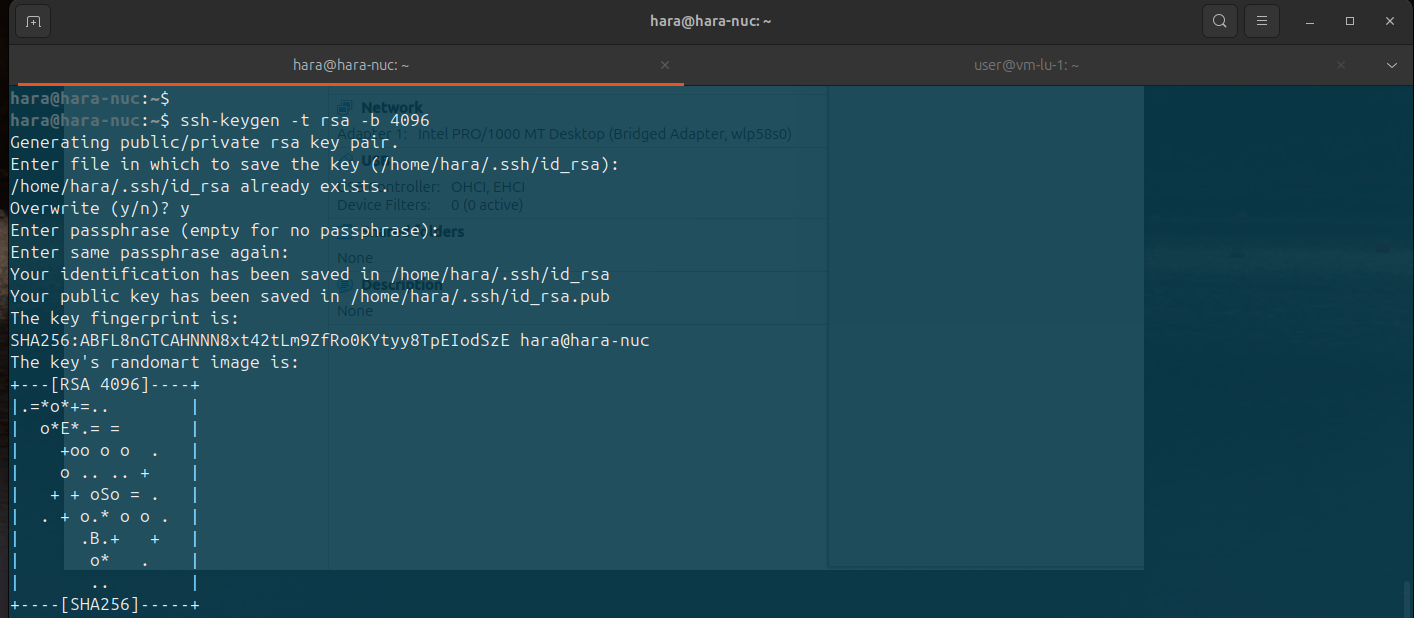 hara@hara-nuc: ~
hara@hara-nuc: ~
user@vm-lu-1: ~
hara@hara-nuc:~$
hara@hara-nuc:~$ ssh-keygen -t rsa -b 4096
Generating public/private rsa key pair.
Enter file in which to save the key (/home/hara/.ssh/id_rsa):
/home/hara/.ssh/id_rsa already exists.
Overwrite (y/n)? y
Enter passphrase (empty for no passphrase):
Enter same passphrase again:
Your identification has been saved in /home/hara/.ssh/id_rsa
Your public key has been saved in /home/hara/.ssh/id_rsa.pub
The key fingerprint is:
SHA256:ABFL8nGTCAHNNN8xt42tLm9ZfRo0KYtyy8TpEIodSzE hara@hara-nuc
The key's randomart image is:
+---[RSA 4096]----+
|.=*o*+=..        |
|  o*E*.= =       |
|    +oo o o  .   |
|    o .. .. +    |
|   + + oSo = .   |
|  . + o.* o o .  |
|      .B.+   +   |
|       o*   .    |
|       ..        |
+----[SHA256]-----+
Network
Adapter 1: Intel PRO/1000 MT Desktop (Bridged Adapter, wlp58s0)
OHCI, EHCI
Device Filters: 0 (0 active)
None
Description
None